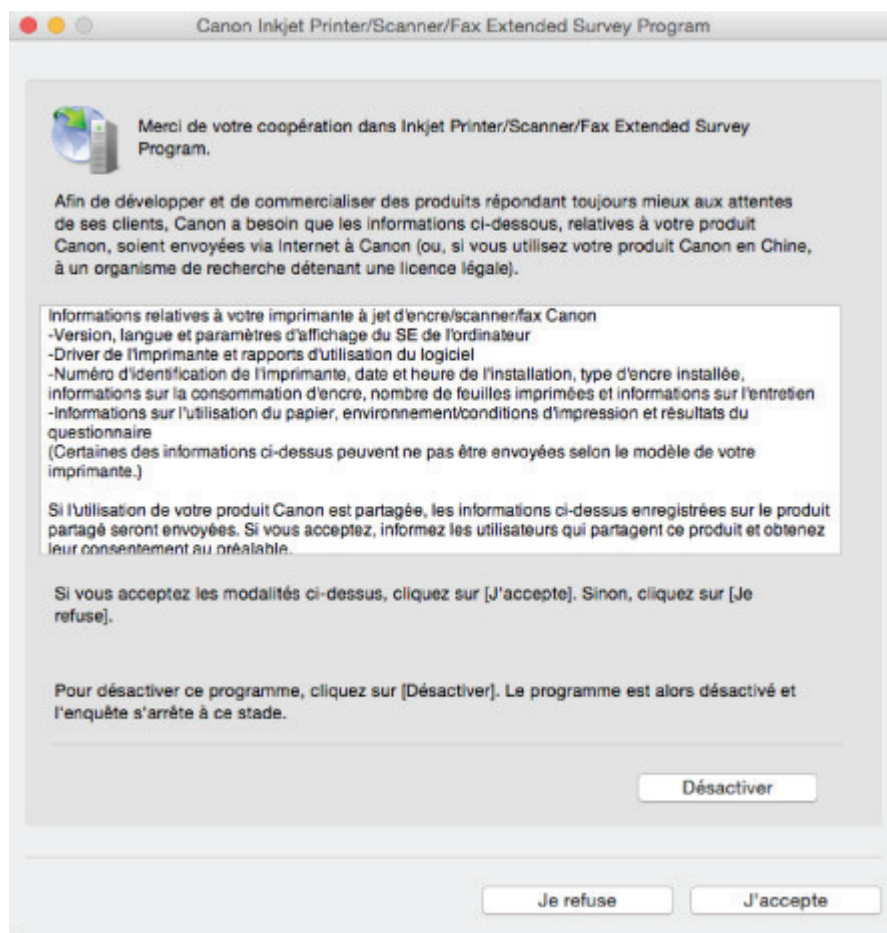 Canon Inkjet Printer/Scanner/Fax Extended Survey Program
Merci de votre coopération dans Inkjet Printer/Scanner/Fax Extended Survey
Program.
Afin de développer et de commercialiser des produits répondant toujours mieux aux attentes
de ses clients, Canon a besoin que les informations ci-dessous, relatives à votre produit
Canon, soient envoyées via Internet à Canon (ou, si vous utilisez votre produit Canon en Chine,
à un organisme de recherche détenant une licence légale).
Informations relatives à votre imprimante à jet d'encre/scanner/fax Canon
-Version, langue et paramètres d'affichage du SE de l'ordinateur
-Driver de l'imprimante et rapports d'utilisation du logiciel
-Numéro d'identification de l'imprimante, date et heure de l'installation, type d'encre installée,
informations sur la consommation d'encre, nombre de feuilles imprimées et informations sur l'entretien
-Informations sur l'utilisation du papier, environnement/conditions d'impression et résultats du
questionnaire
(Certaines des informations ci-dessus peuvent ne pas être envoyées selon le modèle de votre
imprimante.)
Si l'utilisation de votre produit Canon est partagée, les informations ci-dessus enregistrées sur le produit
partagé seront envoyées. Si vous acceptez, informez les utilisateurs qui partagent ce produit et obtenez
leur consentement au préalable.
Si vous acceptez les modalités ci-dessus, cliquez sur [J'accepte]. Sinon, cliquez sur [Je
refuse].
Pour désactiver ce programme, cliquez sur [Désactiver]. Le programme est alors désactivé et
l'enquête s'arrête à ce stade.
Désactiver
Je refuse
J'accepte